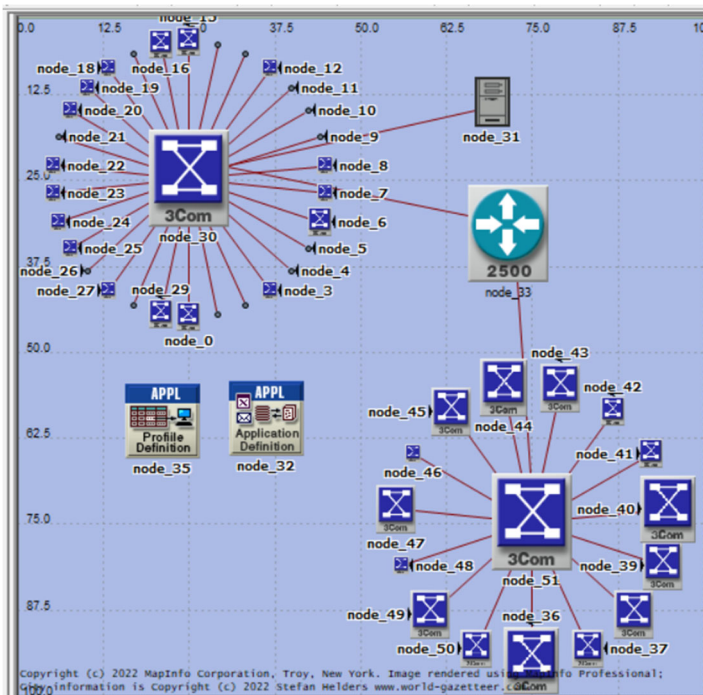 0.0 12.5 25.0 37.5 50.0 62.5 75.0 87.5
node_18
node_16
node_12
node_19
node_11
12.5
node_20
node_10
node_31
node_21
node_9
node_22
node_8
25.0
node_23
node_7
3Com
node_24
node_30
node_6
node_25
node_5
37.5
2500
node_26
node_4
node_27
node_29
node_3
node_33
node_0
50.0
node_43
APPL
APPL
node_42
Profile
Definition
Application
Definition
node_45
3Com
3Com
3Com
node_44
62.5
node_35
node_32
node_41
node_46
node_40
75.0
3Com
3Com
node_47
3Com
node_48
node_51
node_39
3Com
87.5
node_49
node_36
3Com
3Com
node_50
node_37
3Com
100.0
Copyright (c) 2022 MapInfo Corporation, Troy, New York. Image rendered using MapInfo Professional;
City information is Copyright (c) 2022 Stefan Helders www.world-gazetteer.com